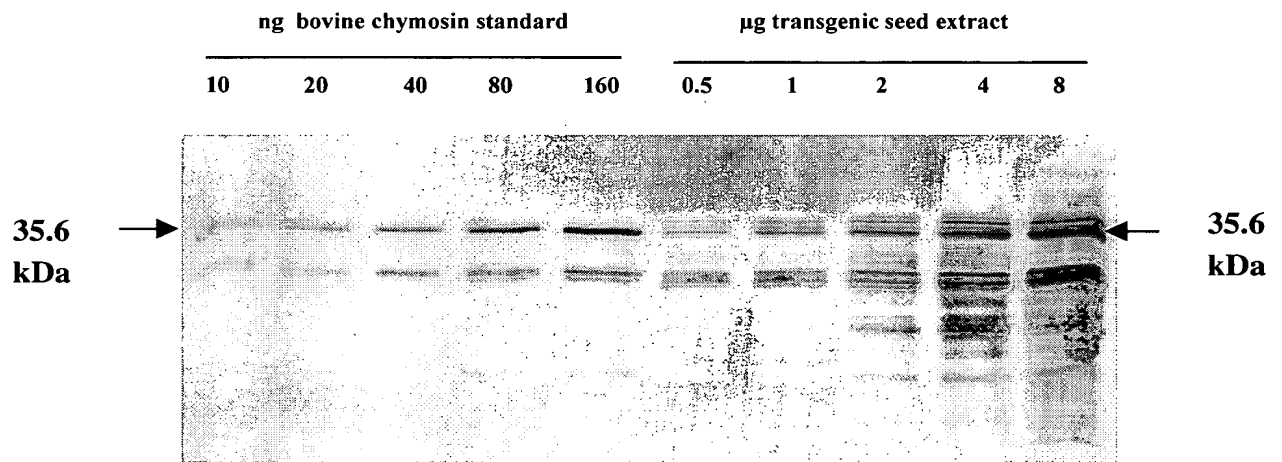 ng bovine chymosin standard
µg transgenic seed extract
10 20 40 80 160 0.5 1 2 4 8
35.6
kDa
35.6
kDa